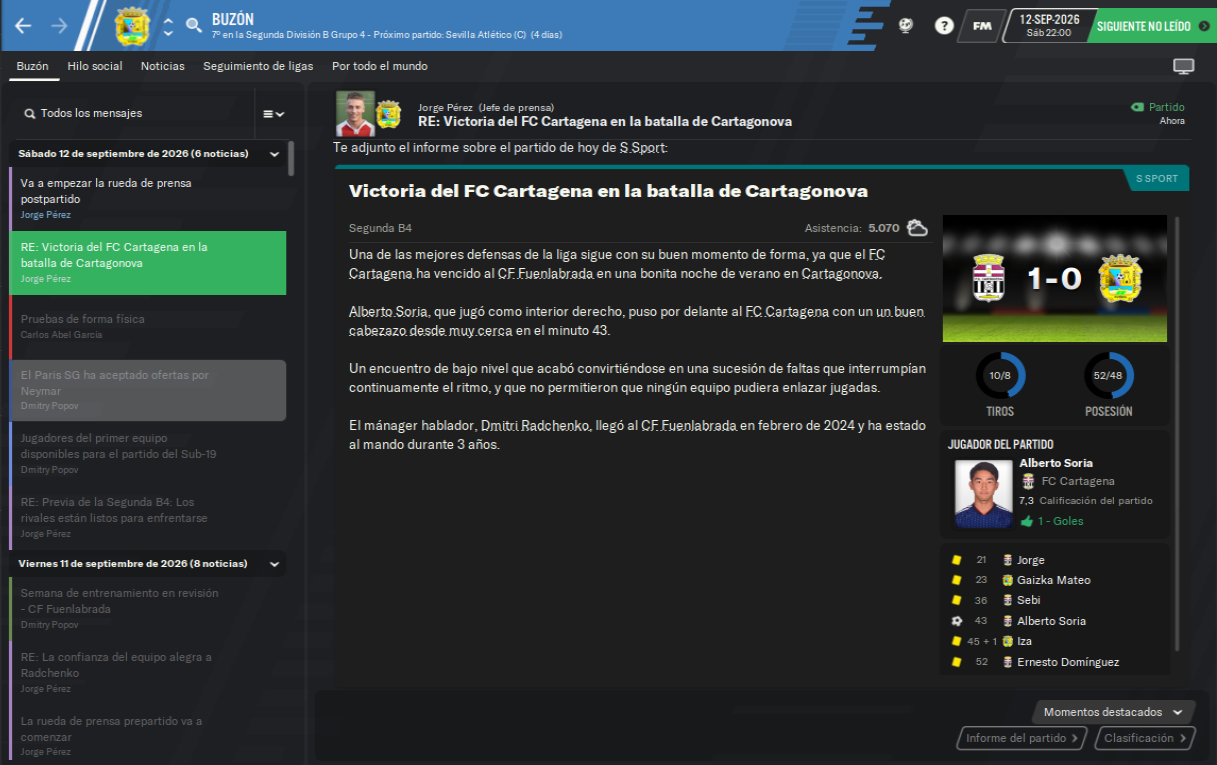 BUZÓN
7º en la Segunda División B Grupo 4 - Próximo partido: Sevilla Atlético (C) (4 días)
?
FM
12-SEP-2026
Sáb 22:00
SIGUIENTE NO LEÍDO
Buzón Hilo social Noticias Seguimiento de ligas Por todo el mundo
Todos los mensajes
Sábado 12 de septiembre de 2026 (6 noticias)
Va a empezar la rueda de prensa
postpartido
Jorge Pérez
RE: Victoria del FC Cartagena en la
batalla de Cartagonova
Jorge Pérez
Pruebas de forma física
Carlos Abel García
El Paris SG ha aceptado ofertas por
Neymar
Dmitry Popov
Jugadores del primer equipo
disponibles para el partido del Sub-19
Dmitry Popov
RE: Previa de la Segunda B4: Los
rivales están listos para enfrentarse
Jorge Pérez
Viernes 11 de septiembre de 2026 (8 noticias)
Semana de entrenamiento en revisión
- CF Fuenlabrada
Dmitry Popov
RE: La confianza del equipo alegra a
Radchenko
Jorge Pérez
La rueda de prensa prepartido va a
comenzar
Jorge Pérez
Jorge Pérez (Jefe de prensa)
RE: Victoria del FC Cartagena en la batalla de Cartagonova
Partido
Ahora
Te adjunto el informe sobre el partido de hoy de S Sport:
S SPORT
Victoria del FC Cartagena en la batalla de Cartagonova
Segunda B4
Asistencia: 5.070
Una de las mejores defensas de la liga sigue con su buen momento de forma, ya que el FC
Cartagena ha vencido al CF Fuenlabrada en una bonita noche de verano en Cartagonova.
Alberto Soria, que jugó como interior derecho, puso por delante al FC Cartagena con un un buen
cabezazo desde muy cerca en el minuto 43.
Un encuentro de bajo nivel que acabó convirtiéndose en una sucesión de faltas que interrumpían
continuamente el ritmo, y que no permitieron que ningún equipo pudiera enlazar jugadas.
El mánager hablador, Dmitri Radchenko, llegó al CF Fuenlabrada en febrero de 2024 y ha estado
al mando durante 3 años.
1-0
10/8
TIROS
52/48
POSESIÓN
JUGADOR DEL PARTIDO
Alberto Soria
FC Cartagena
7,3 Calificación del partido
1 - Goles
21 Jorge
23 Gaizka Mateo
36 Sebi
43 Alberto Soria
45 + 1 Iza
52 Ernesto Domínguez
Momentos destacados
Informe del partido
Clasificación